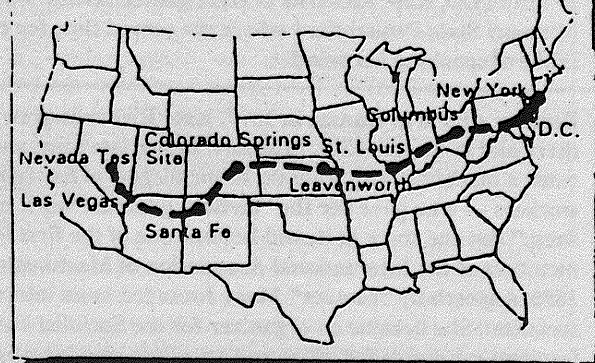 New York
Columbus
D.C.
Colorado Springs
St. Louis
Nevada Test Site
Leavenworth
Las Vegas
Santa Fe